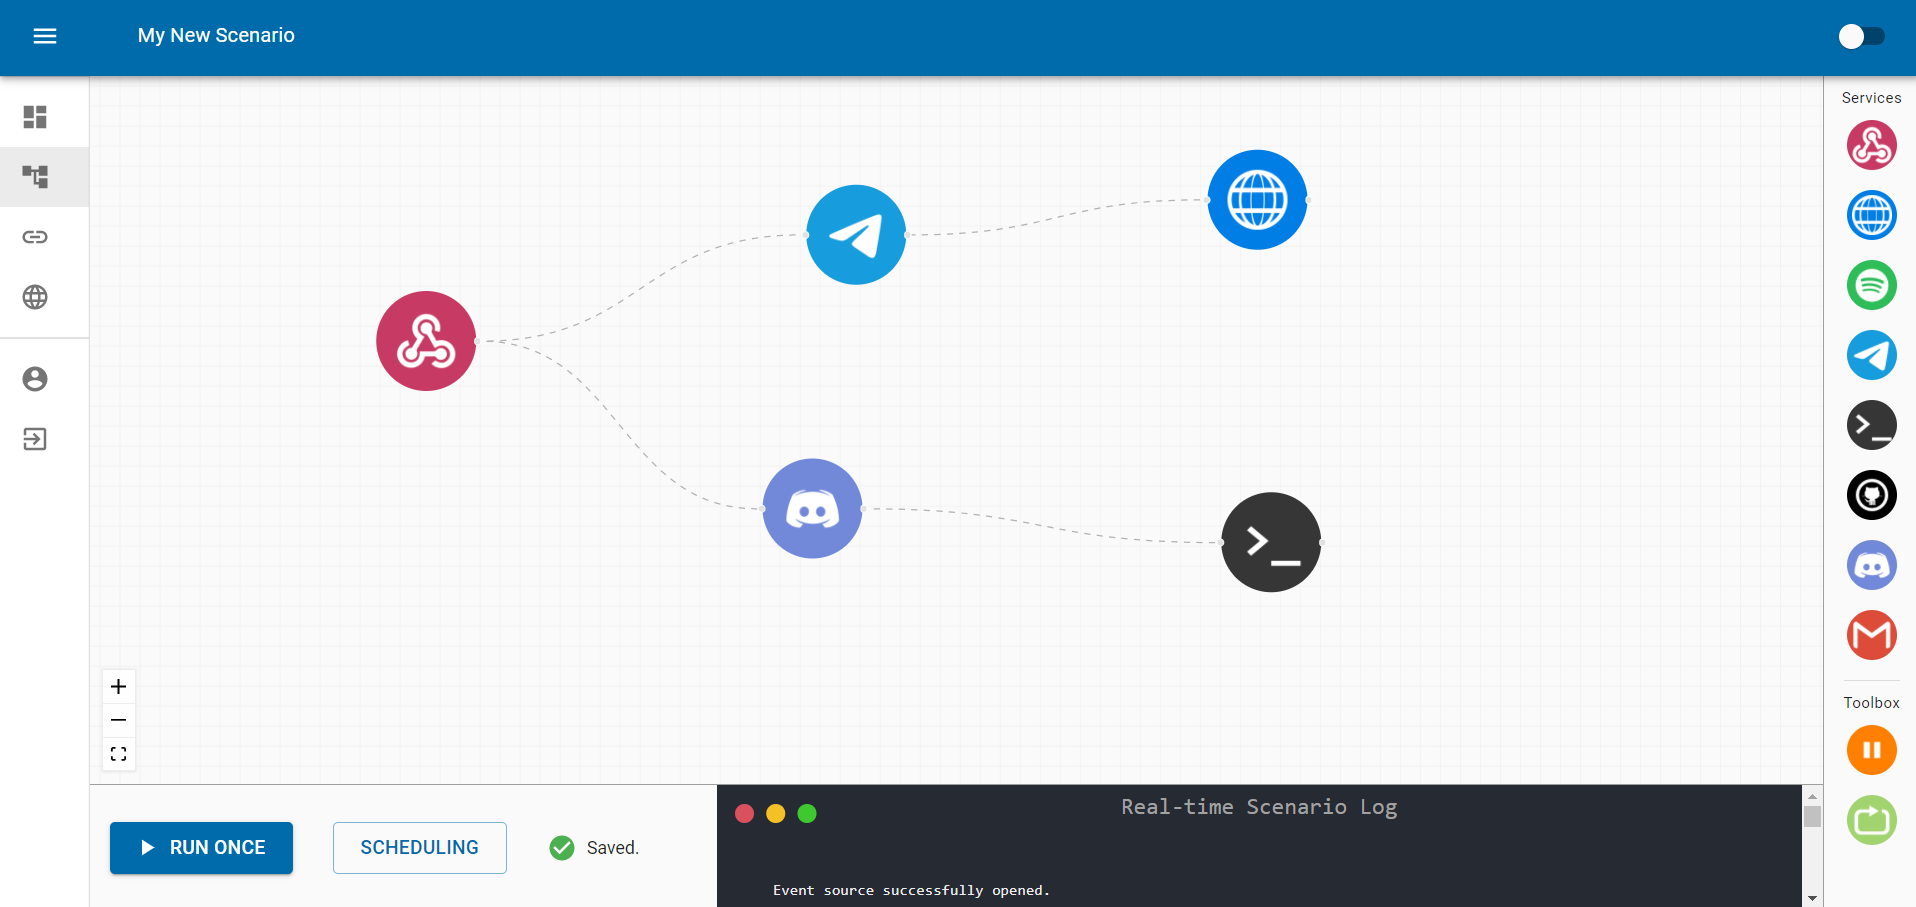 My New Scenario
Services
Toolbox
RUN ONCE
SCHEDULING
Saved.
Real-time Scenario Log
Event source successfully opened.